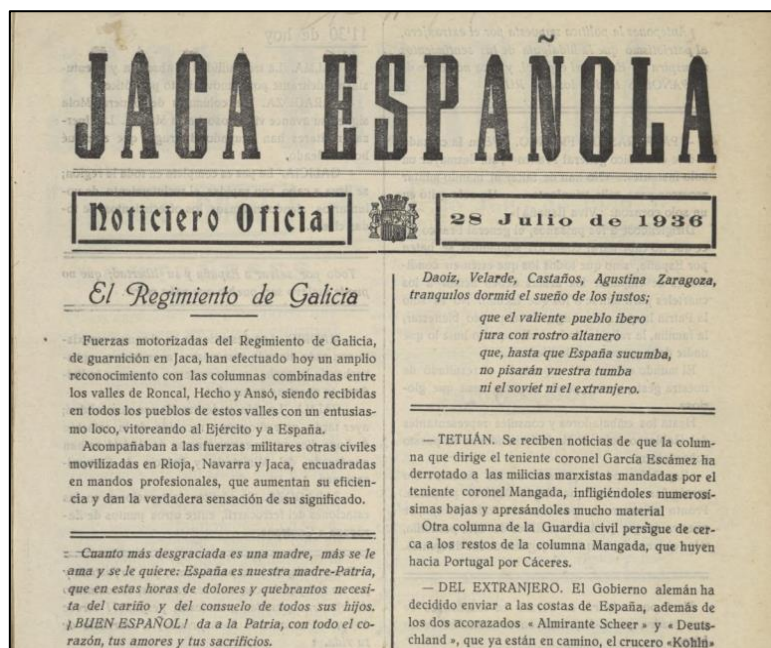 JACA ESPAÑOLA
Noticiero Oficial
28 Julio de 1936
El Regimiento de Galicia
Fuerzas motorizadas del Regimiento de Galicia,
de guarnición en Jaca, han efectuado hoy un amplio
reconocimiento con las columnas combinadas entre
los valles de Roncal, Hecho y Ansó, siendo recibidas
en todos los pueblos de estos valles con un entusias-
mo loco, vitoreando al Ejército y a España.
Acompañaban a las fuerzas militares otras civiles
movilizadas en Rioja, Navarra y Jaca, encuadradas
en mandos profesionales, que aumentan su eficien-
cia y dan la verdadera sensación de su significado.
Cuanto más desgraciada es una madre, más se le
ama y se le quiere: España es nuestra madre-Patria,
que en estas horas de dolores y quebrantos necesi-
ta del cariño y del consuelo de todos sus hijos.
¡BUEN ESPAÑOL! da a la Patria, con todo el co-
razón, tus amores y tus sacrificios.
Daoiz, Velarde, Castaños, Agustina Zaragoza,
tranquilos dormid el sueño de los justos;
que el valiente pueblo ibero
jura con rostro altanero
que, hasta que España sucumba,
no pisarán vuestra tumba
ni el soviet ni el extranjero.
— TETUÁN. Se reciben noticias de que la colum-
na que dirige el teniente coronel García Escámez ha
derrotado a las milicias marxistas mandadas por el
teniente coronel Mangada, infligiéndoles numerosí-
simas bajas y apresándoles mucho material
Otra columna de la Guardia civil persigue de cer-
ca a los restos de la columna Mangada, que huyen
hacia Portugal por Cáceres.
— DEL EXTRANJERO. El Gobierno alemán ha
decidido enviar a las costas de España, además de
los dos acorazados « Almirante Scheer » y « Deuts-
chland », que ya están en camino, el crucero